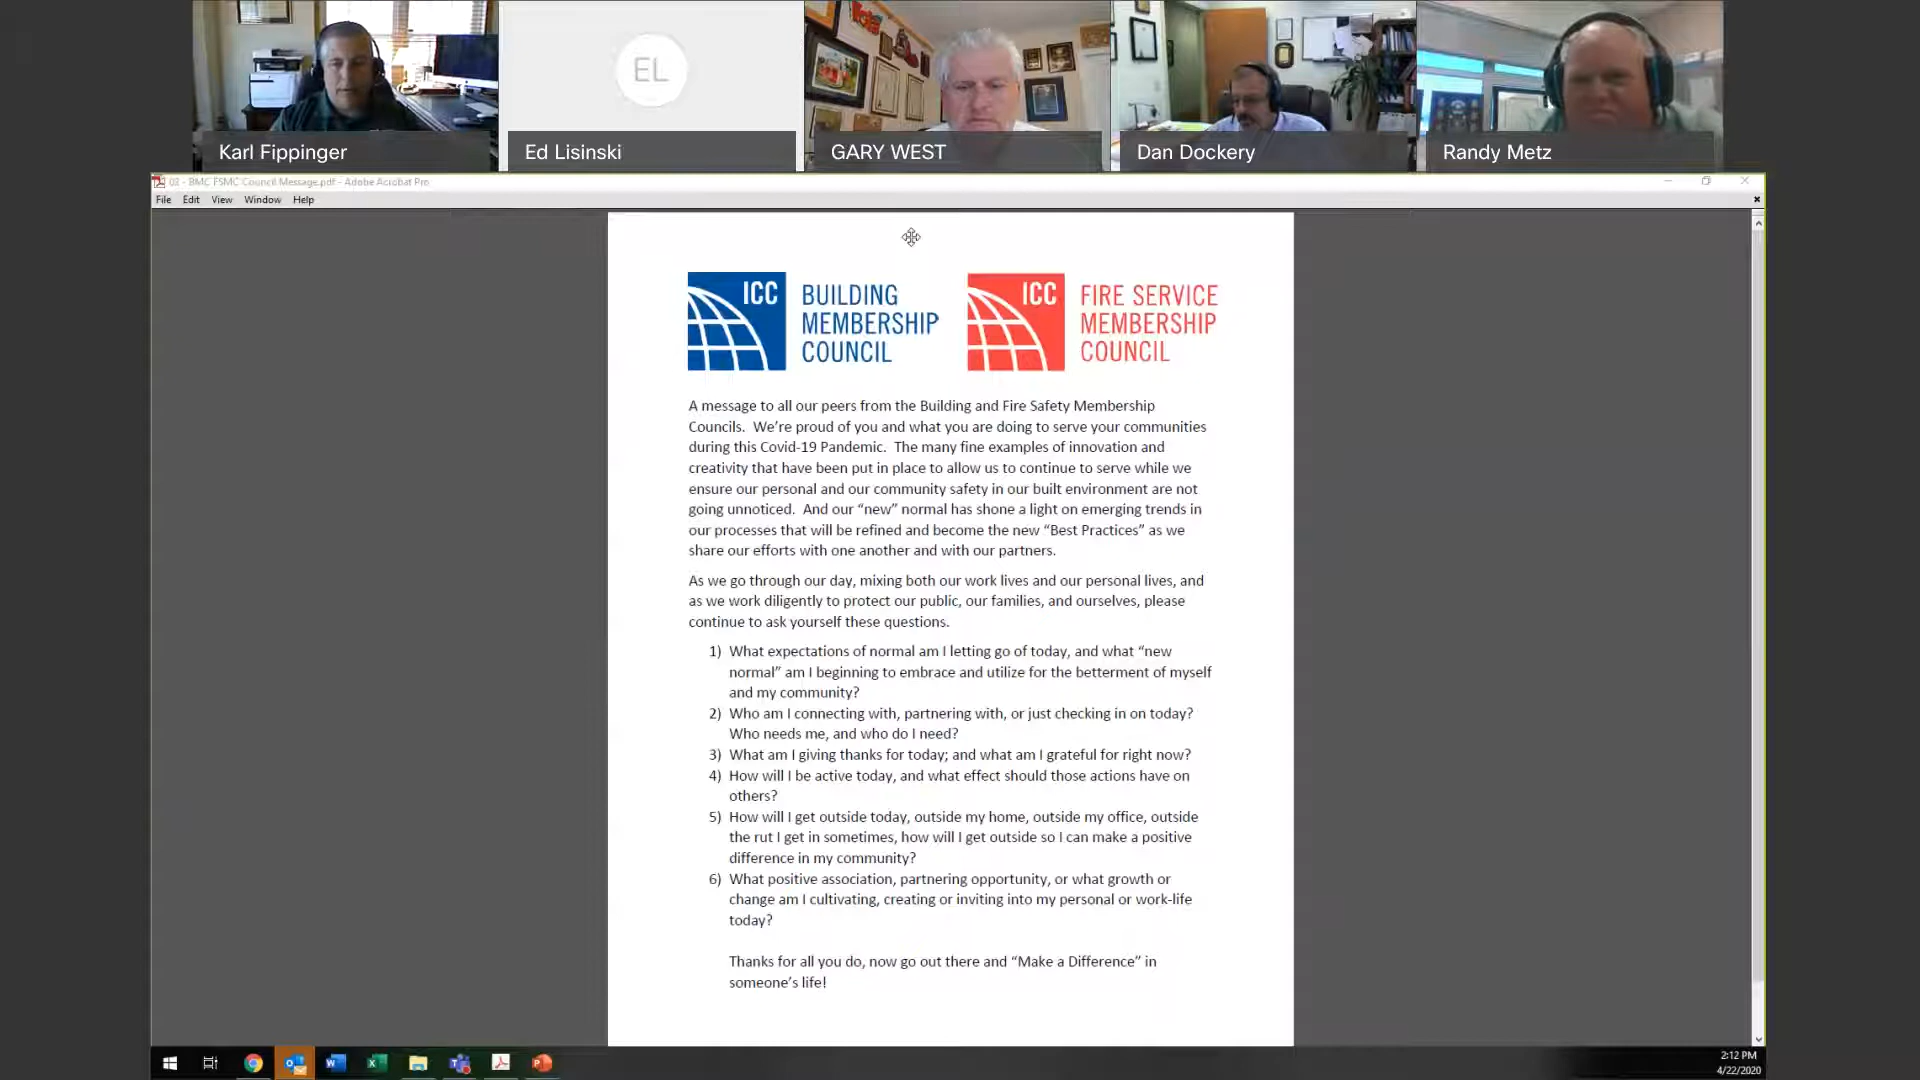 Karl Fippinger
EL
Ed Lisinski
GARY WEST
Dan Dockery
Randy Metz
03 - BMC FSMC Council Message.pdf - Adobe Acrobat Pro
File Edit View Window Help
ICC
BUILDING
MEMBERSHIP
COUNCIL
ICC
FIRE SERVICE
MEMBERSHIP
COUNCIL
A message to all our peers from the Building and Fire Safety Membership
Councils.  We’re proud of you and what you are doing to serve your communities
during this Covid-19 Pandemic.  The many fine examples of innovation and
creativity that have been put in place to allow us to continue to serve while we
ensure our personal and our community safety in our built environment are not
going unnoticed.  And our “new” normal has shone a light on emerging trends in
our processes that will be refined and become the new “Best Practices” as we
share our efforts with one another and with our partners.
As we go through our day, mixing both our work lives and our personal lives, and
as we work diligently to protect our public, our families, and ourselves, please
continue to ask yourself these questions.
1) What expectations of normal am I letting go of today, and what “new
normal” am I beginning to embrace and utilize for the betterment of myself
and my community?
2) Who am I connecting with, partnering with, or just checking in on today?
Who needs me, and who do I need?
3) What am I giving thanks for today; and what am I grateful for right now?
4) How will I be active today, and what effect should those actions have on
others?
5) How will I get outside today, outside my home, outside my office, outside
the rut I get in sometimes, how will I get outside so I can make a positive
difference in my community?
6) What positive association, partnering opportunity, or what growth or
change am I cultivating, creating or inviting into my personal or work-life
today?
Thanks for all you do, now go out there and “Make a Difference” in
someone’s life!
2:12 PM
4/22/2020